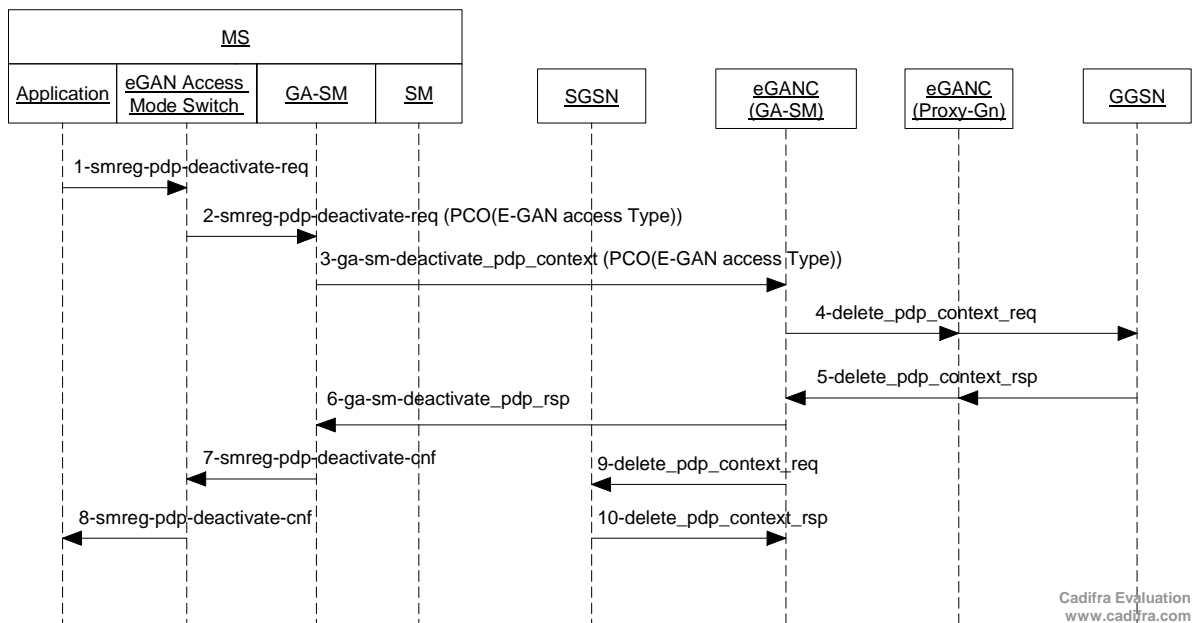 MS
Application
eGAN Access
Mode Switch
GA-SM
SM
SGSN
eGANC
(GA-SM)
eGANC
(Proxy-Gn)
GGSN
1-smreg-pdp-deactivate-req
2-smreg-pdp-deactivate-req (PCO(E-GAN access Type))
3-ga-sm-deactivate_pdp_context (PCO(E-GAN access Type))
4-delete_pdp_context_req
5-delete_pdp_context_rsp
6-ga-sm-deactivate_pdp_rsp
7-smreg-pdp-deactivate-cnf
9-delete_pdp_context_req
8-smreg-pdp-deactivate-cnf
10-delete_pdp_context_rsp
Cadifra Evaluation
www.cadifra.com